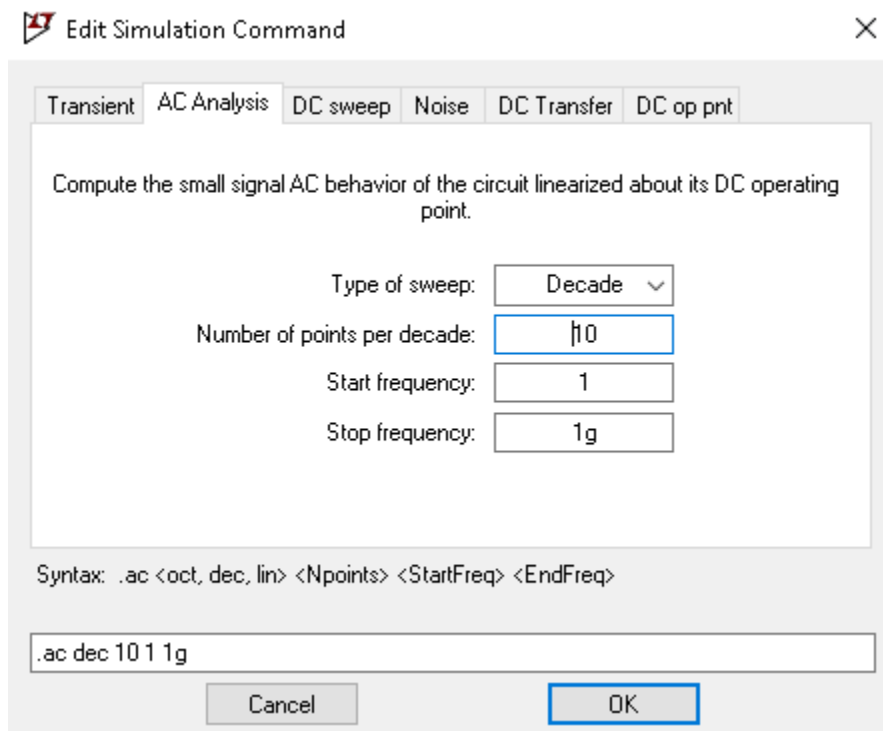 Edit Simulation Command
Transient AC Analysis DC sweep Noise DC Transfer DC op pnt
Compute the small signal AC behavior of the circuit linearized about its DC operating
point.
Type of sweep: Decade
Number of points per decade: 10
Start frequency: 1
Stop frequency: 1g
Syntax: .ac <oct, dec, lin> <Npoints> <StartFreq> <EndFreq>
.ac dec 10 1 1g
Cancel OK